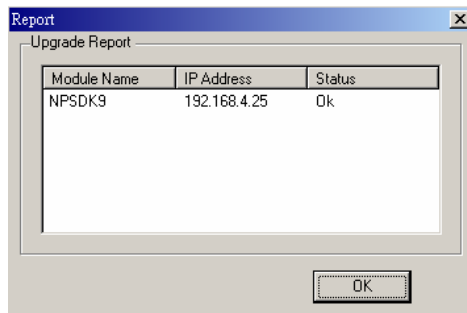 Report
Upgrade Report
Module Name IP Address Status
NPSDK9 192.168.4.25 Ok
OK